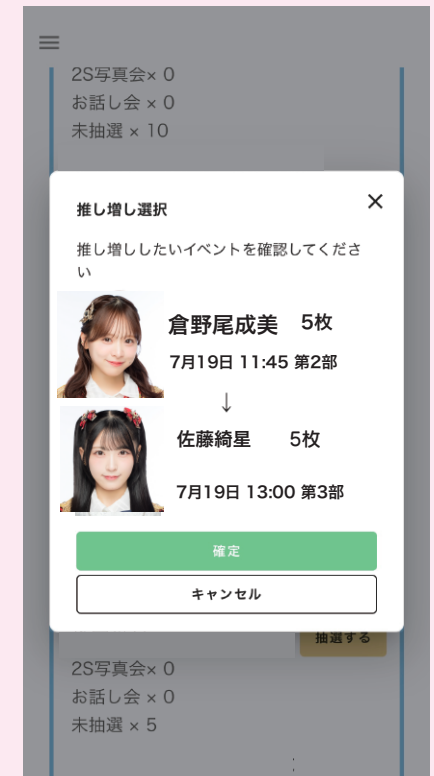 2S写真会× 0
お話し会 × 0
未抽選 × 10
推し増し選択
×
推し増ししたいイベントを確認してくださ
い
倉野尾成美 5枚
7月19日 11:45 第2部
↓
佐藤綺星 5枚
7月19日 13:00 第3部
確定
キャンセル
抽選する
2S写真会× 0
お話し会 × 0
未抽選 × 5